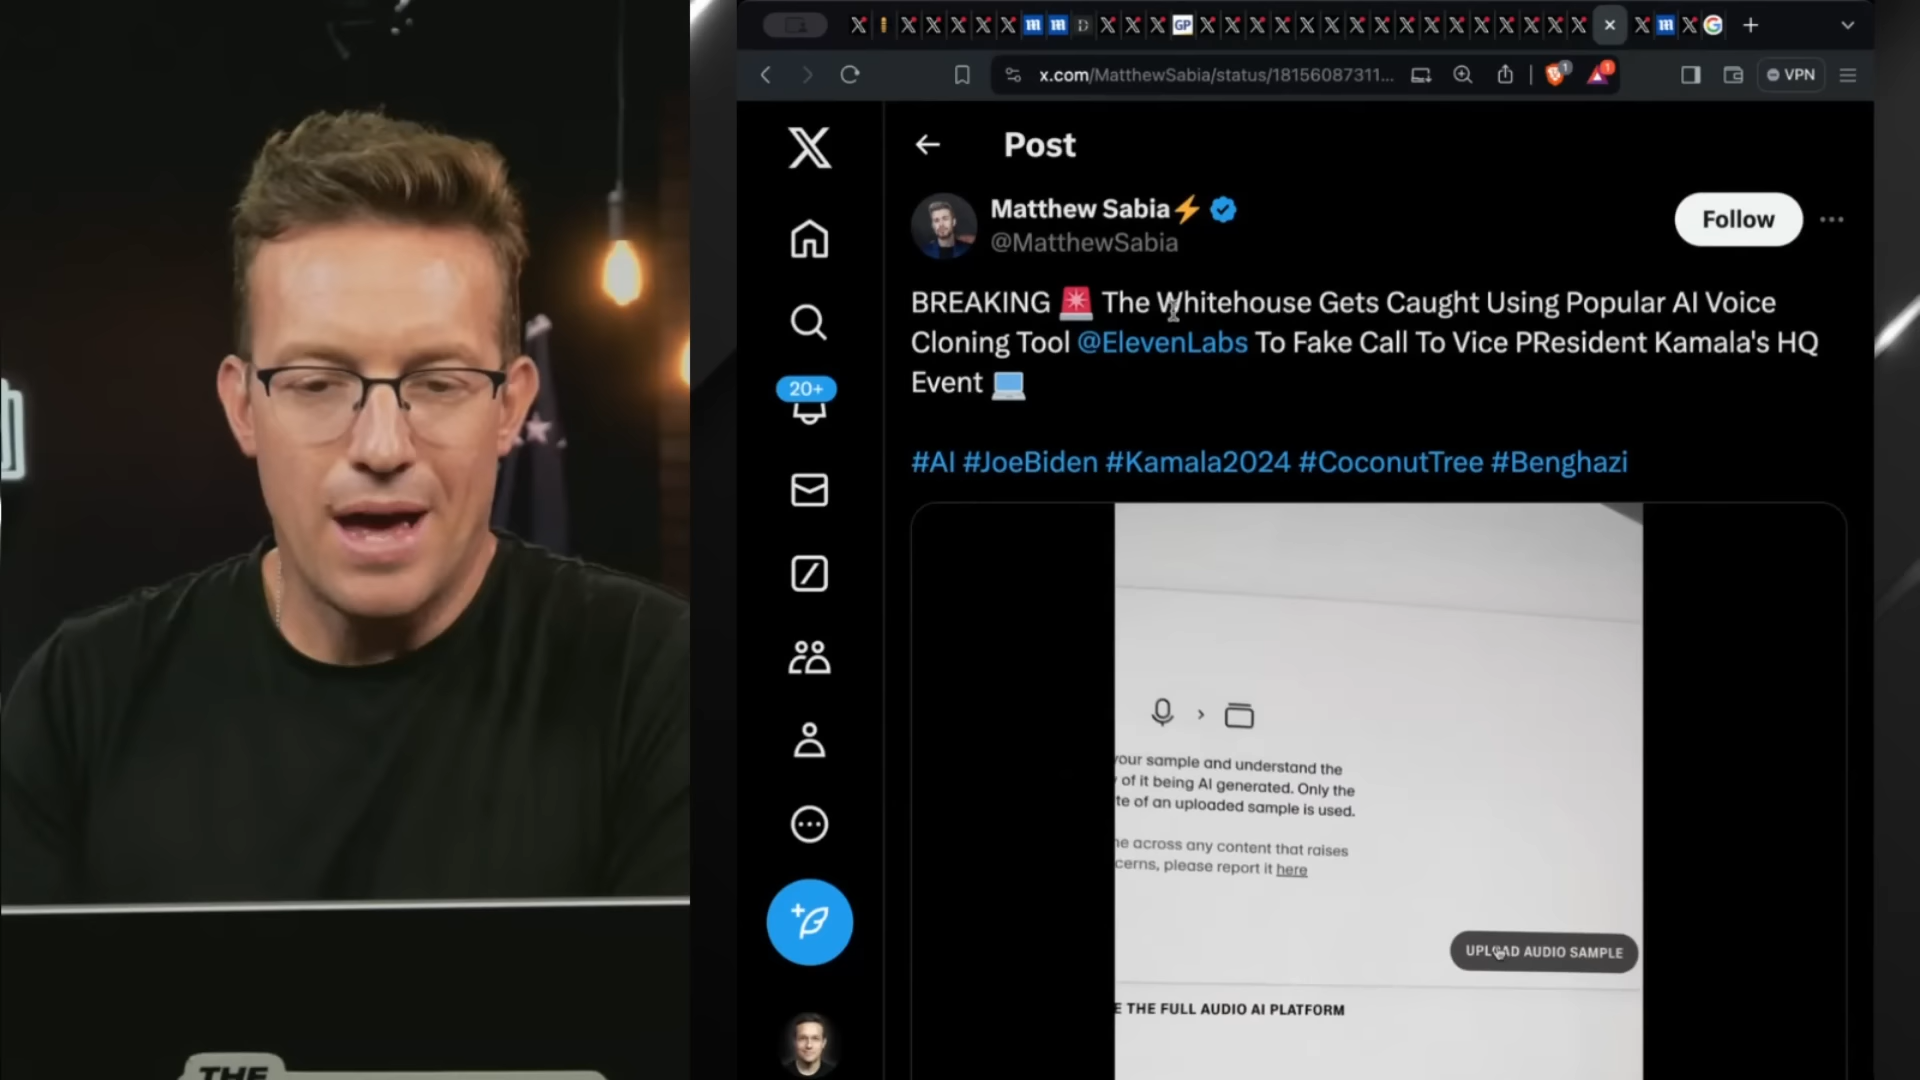 GP
x.com/MatthewSabia/status/18156087311...
1
1
VPN
Post
Matthew Sabia
@MatthewSabia
Follow
BREAKING 🚨 The Whitehouse Gets Caught Using Popular AI Voice
Cloning Tool @ElevenLabs To Fake Call To Vice PResident Kamala's HQ
Event 💻
#AI #JoeBiden #Kamala2024 #CoconutTree #Benghazi
20+
your sample and understand the
of it being AI generated. Only the
of an uploaded sample is used.
across any content that raises
please report it here
UPLOAD AUDIO SAMPLE
THE FULL AUDIO AI PLATFORM
THE